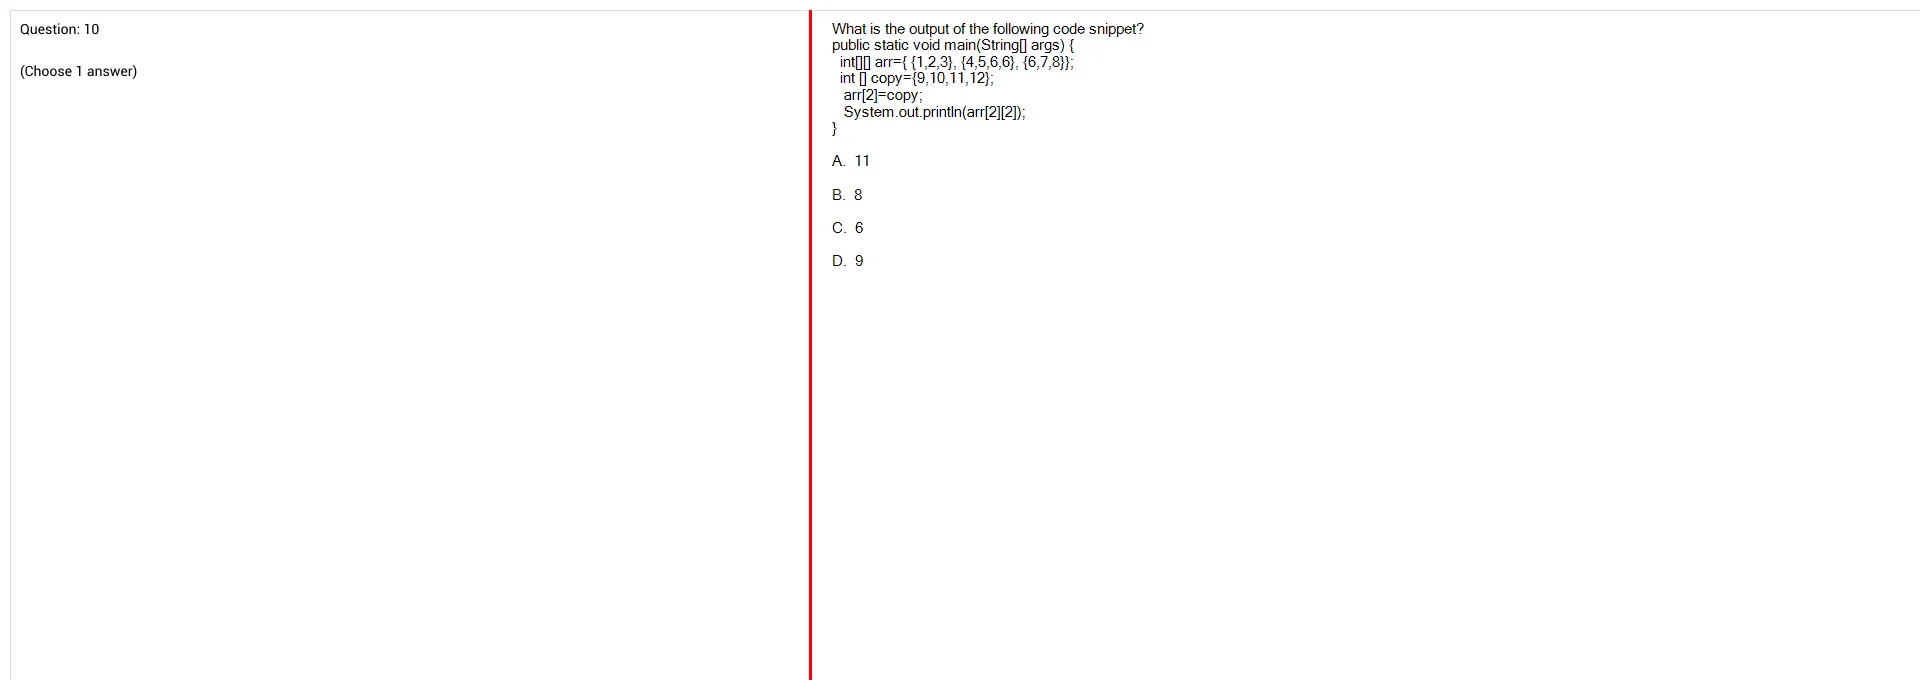 Question: 10
(Choose 1 answer)
What is the output of the following code snippet?
public static void main(String[] args) {
int[][] arr={ {1,2,3}, {4,5,6,6}, {6,7,8}};
int [] copy={9,10,11,12};
arr[2]=copy;
System.out.println(arr[2][2]);
}
A. 11
B. 8
C. 6
D. 9